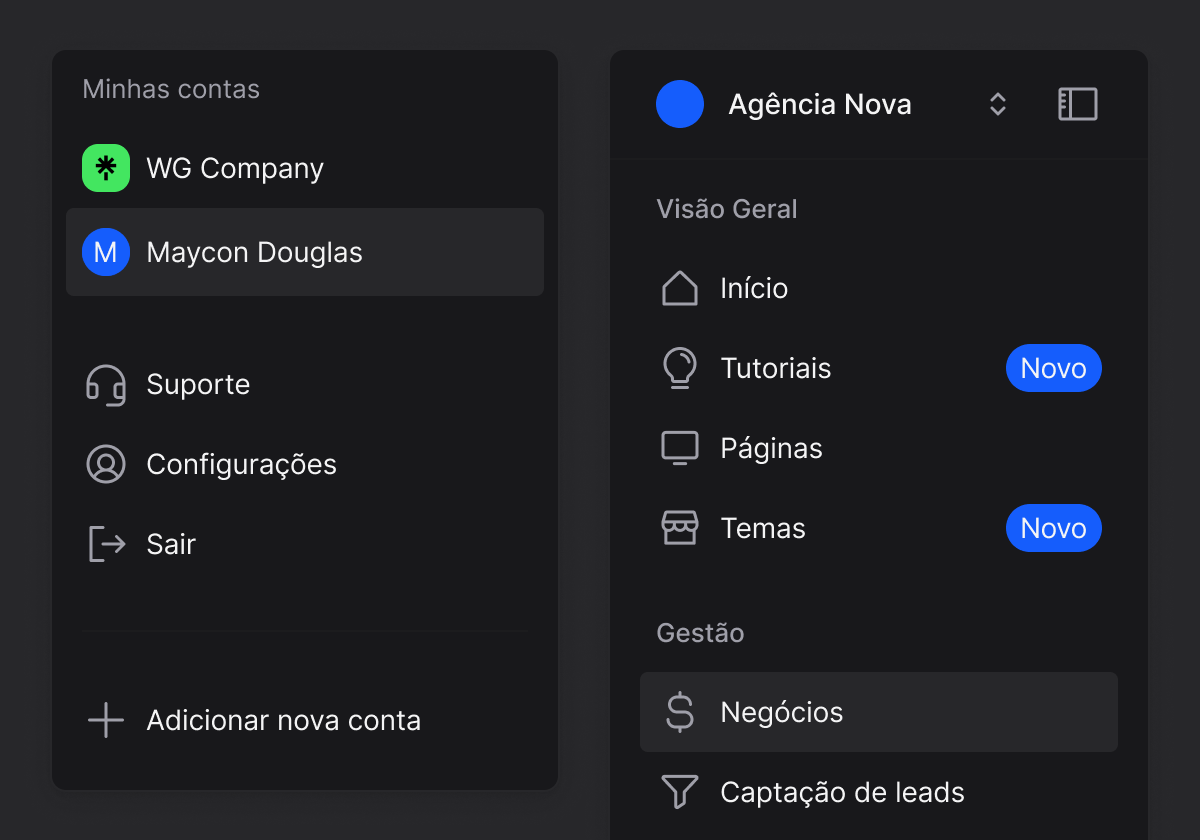 Minhas contas
WG Company
M
Maycon Douglas
Suporte
Configurações
Sair
Adicionar nova conta
Agência Nova
Visão Geral
Início
Tutoriais
Novo
Páginas
Temas
Novo
Gestão
Negócios
Captação de leads